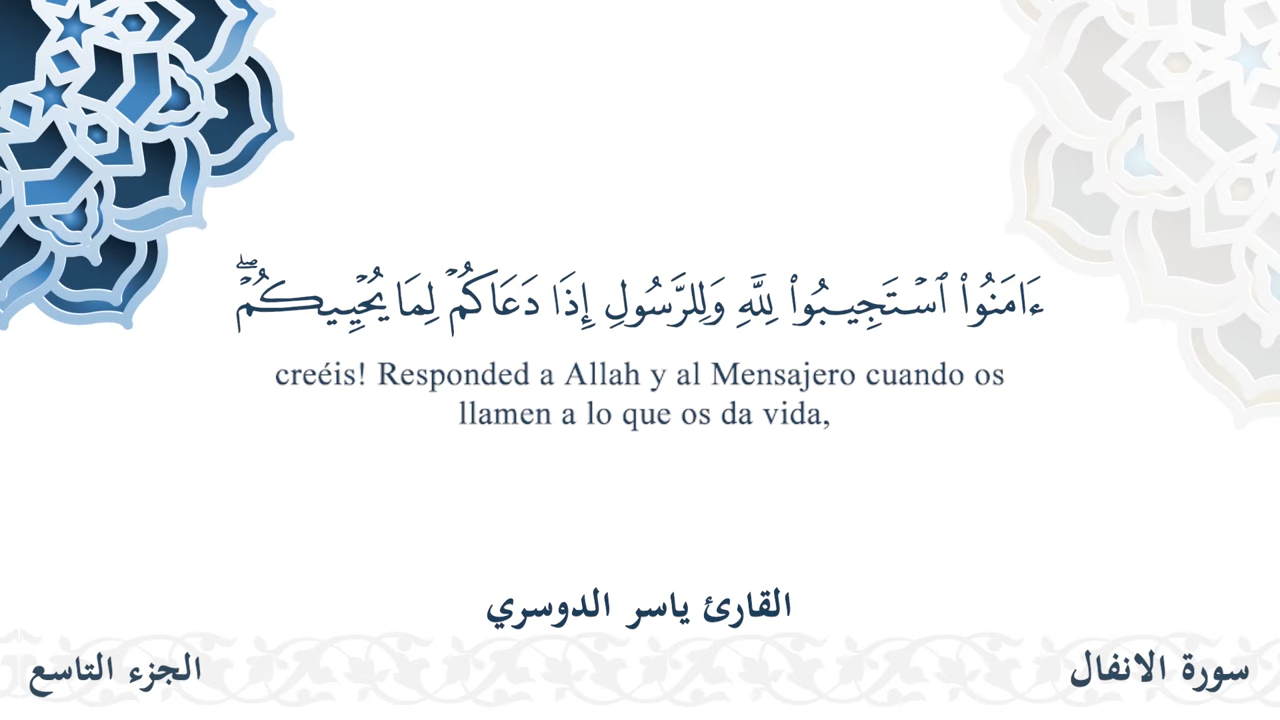 ءَامَنُوا۟ ٱسْتَجِيبُوا۟ لِلَّهِ وَلِلرَّسُولِ إِذَا دَعَاكُمْ لِمَا يُحْيِيكُمْ ۖ
creéis! Responded a Allah y al Mensajero cuando os
llamen a lo que os da vida,
القارئ ياسر الدوسري
سورة الانفال
الجزء التاسع